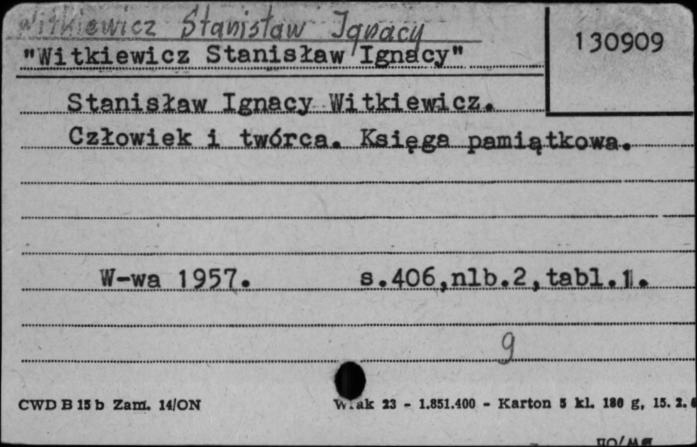 Witkiewicz Stanisław Ignacy
130909
"Witkiewicz Stanisław Ignacy"
Stanisław Ignacy Witkiewicz.
Człowiek i twórca. Księga pamiątkowa.
W-wa 1957. s.406,nlb.2,tabl.1.
9
CWD B 15 b Zam. 14/ON 23 - 1.851.400 - Karton 5 kl. 180 g, 15. 2.